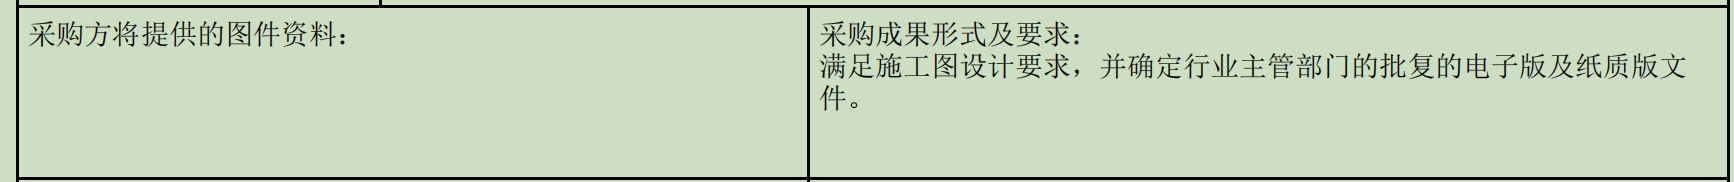 采购方将提供的图件资料：
采购成果形式及要求：
满足施工图设计要求，并确定行业主管部门的批复的电子版及纸质版文
件。